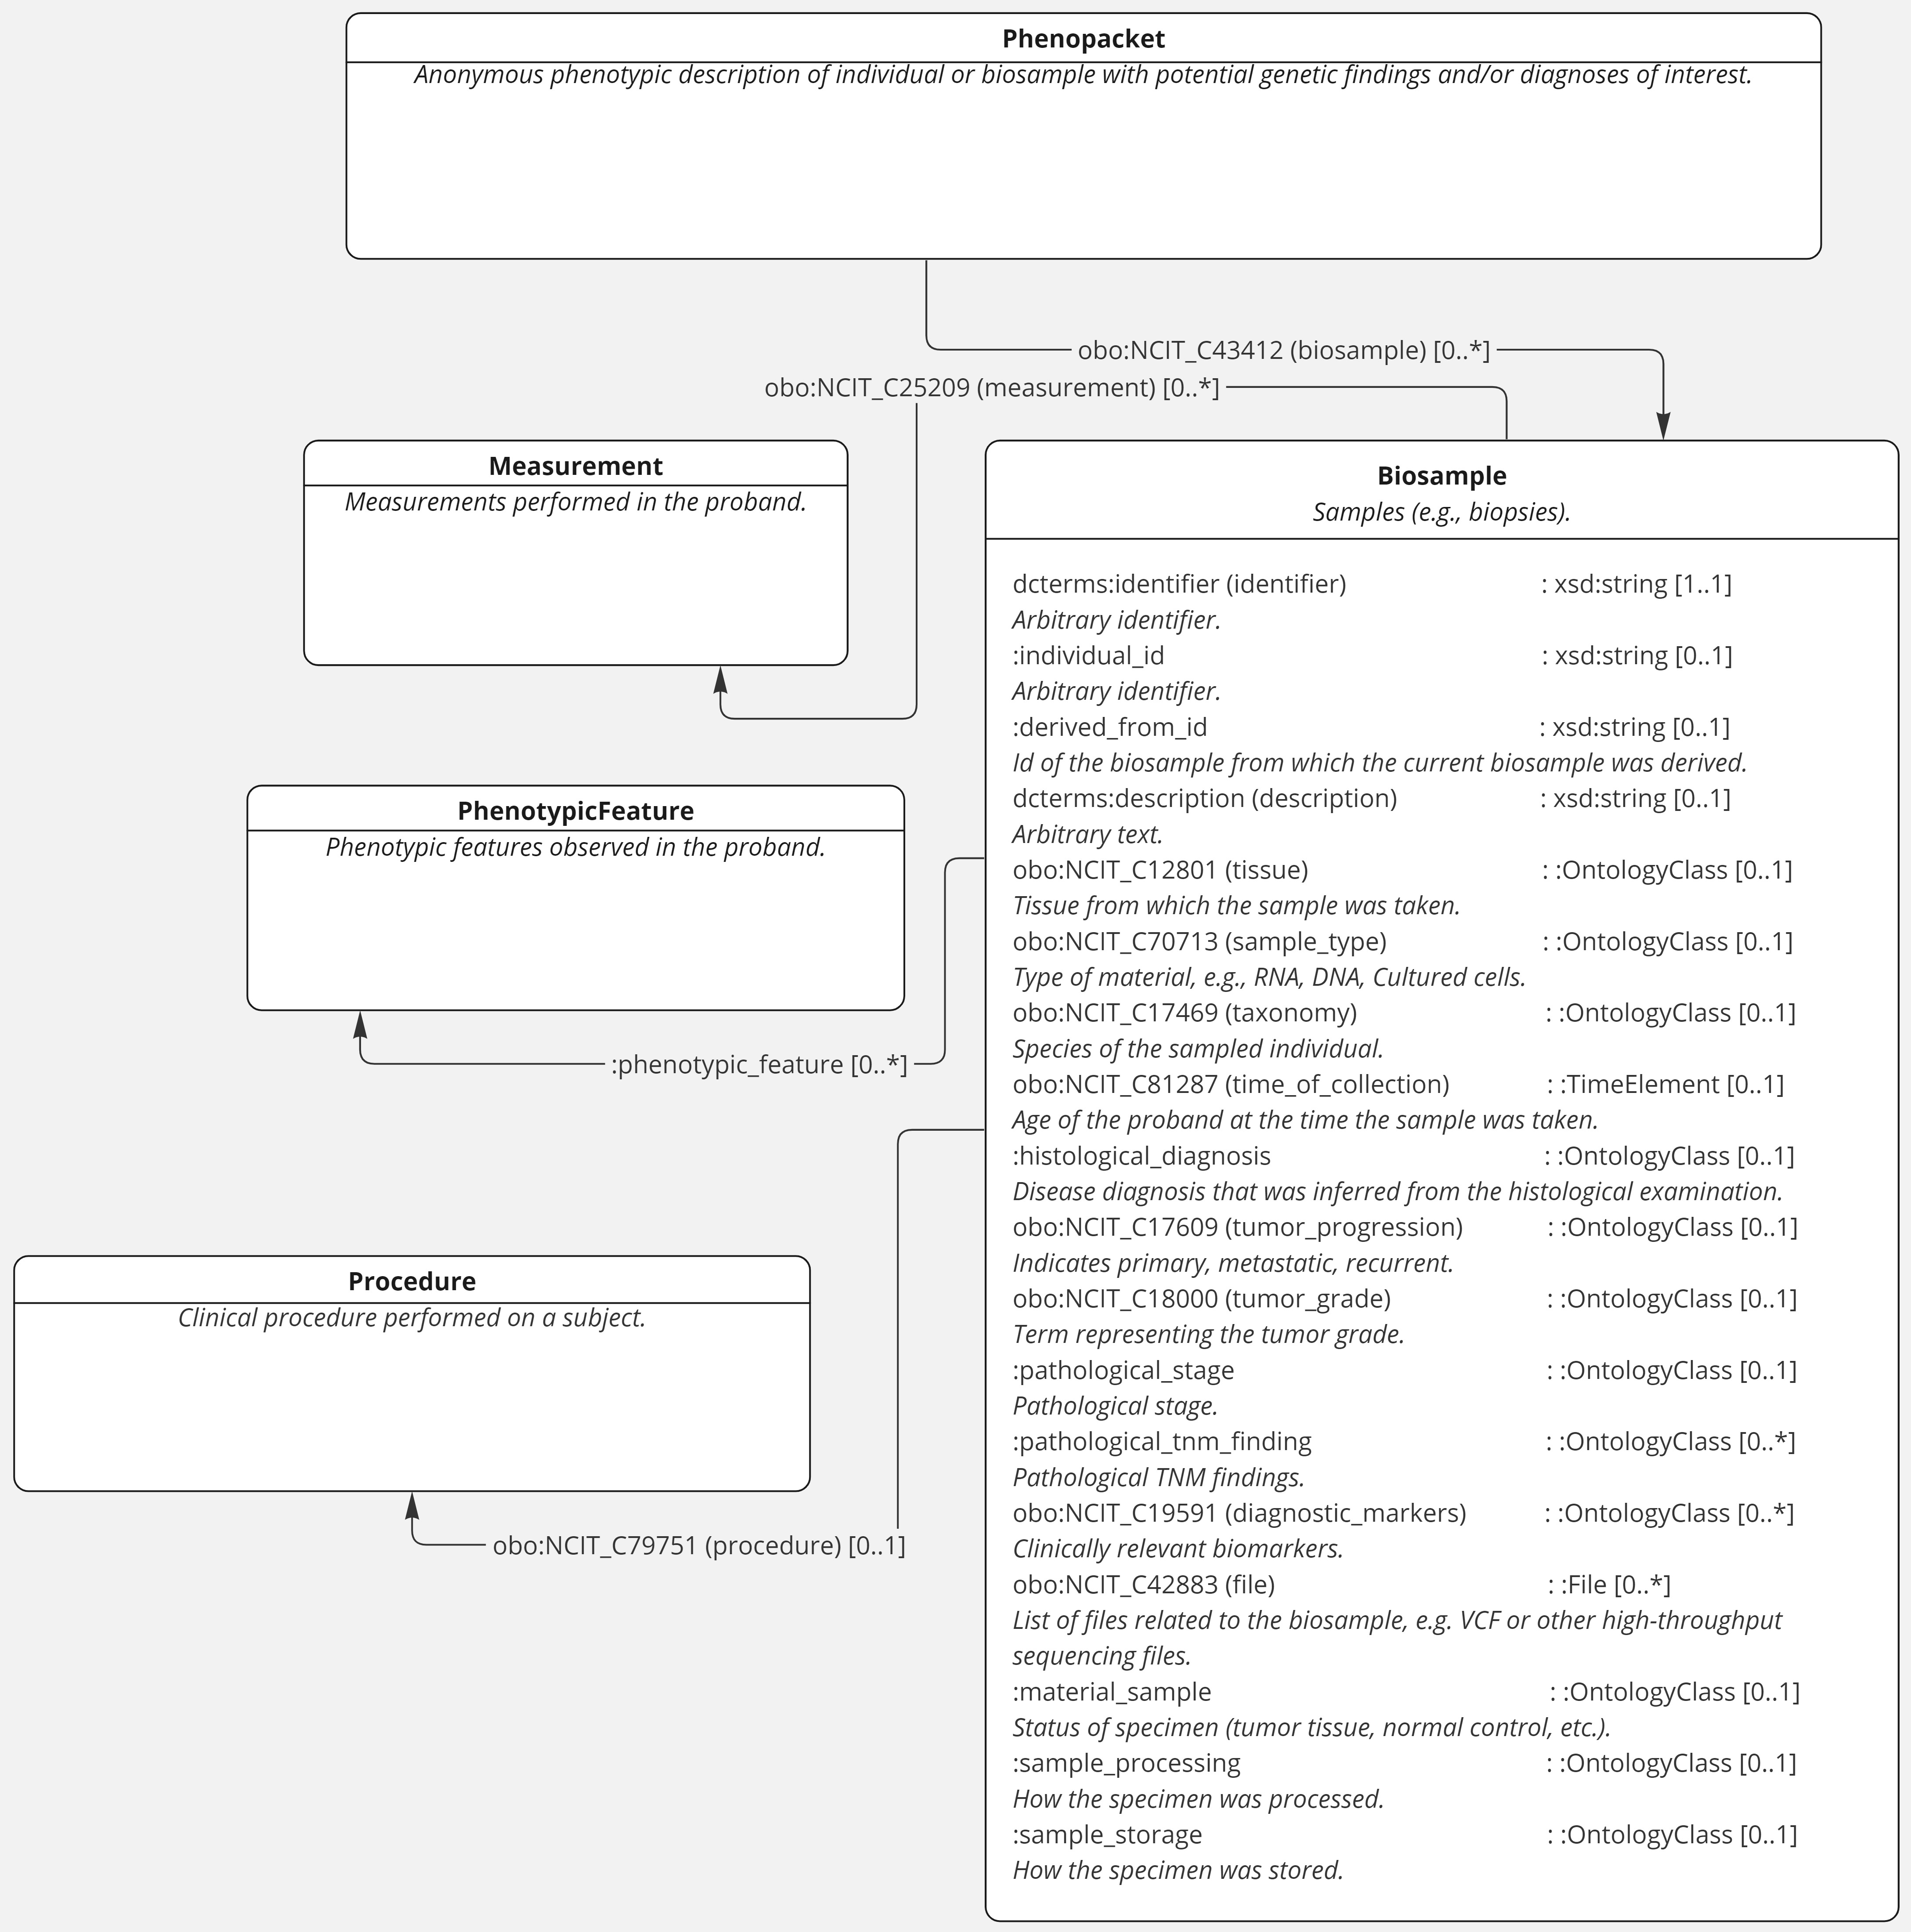 Phenopacket
Anonymous phenotypic description of individual or biosample with potential genetic findings and/or diagnoses of interest.
obo:NCIT_C43412 (biosample) [0..*]
obo:NCIT_C25209 (measurement) [0..*]
Measurement
Measurements performed in the proband.
PhenotypicFeature
Phenotypic features observed in the proband.
:phenotypic_feature [0..*]
Procedure
Clinical procedure performed on a subject.
obo:NCIT_C79751 (procedure) [0..1]
Biosample
Samples (e.g., biopsies).
dcterms:identifier (identifier) : xsd:string [1..1]
Arbitrary identifier.
:individual_id : xsd:string [0..1]
Arbitrary identifier.
:derived_from_id : xsd:string [0..1]
Id of the biosample from which the current biosample was derived.
dcterms:description (description) : xsd:string [0..1]
Arbitrary text.
obo:NCIT_C12801 (tissue) : :OntologyClass [0..1]
Tissue from which the sample was taken.
obo:NCIT_C70713 (sample_type) : :OntologyClass [0..1]
Type of material, e.g., RNA, DNA, Cultured cells.
obo:NCIT_C17469 (taxonomy) : :OntologyClass [0..1]
Species of the sampled individual.
obo:NCIT_C81287 (time_of_collection) : :TimeElement [0..1]
Age of the proband at the time the sample was taken.
:histological_diagnosis : :OntologyClass [0..1]
Disease diagnosis that was inferred from the histological examination.
obo:NCIT_C17609 (tumor_progression) : :OntologyClass [0..1]
Indicates primary, metastatic, recurrent.
obo:NCIT_C18000 (tumor_grade) : :OntologyClass [0..1]
Term representing the tumor grade.
:pathological_stage : :OntologyClass [0..1]
Pathological stage.
:pathological_tnm_finding : :OntologyClass [0..*]
Pathological TNM findings.
obo:NCIT_C19591 (diagnostic_markers) : :OntologyClass [0..*]
Clinically relevant biomarkers.
obo:NCIT_C42883 (file) : :File [0..*]
List of files related to the biosample, e.g. VCF or other high-throughput
sequencing files.
:material_sample : :OntologyClass [0..1]
Status of specimen (tumor tissue, normal control, etc.).
:sample_processing : :OntologyClass [0..1]
How the specimen was processed.
:sample_storage : :OntologyClass [0..1]
How the specimen was stored.